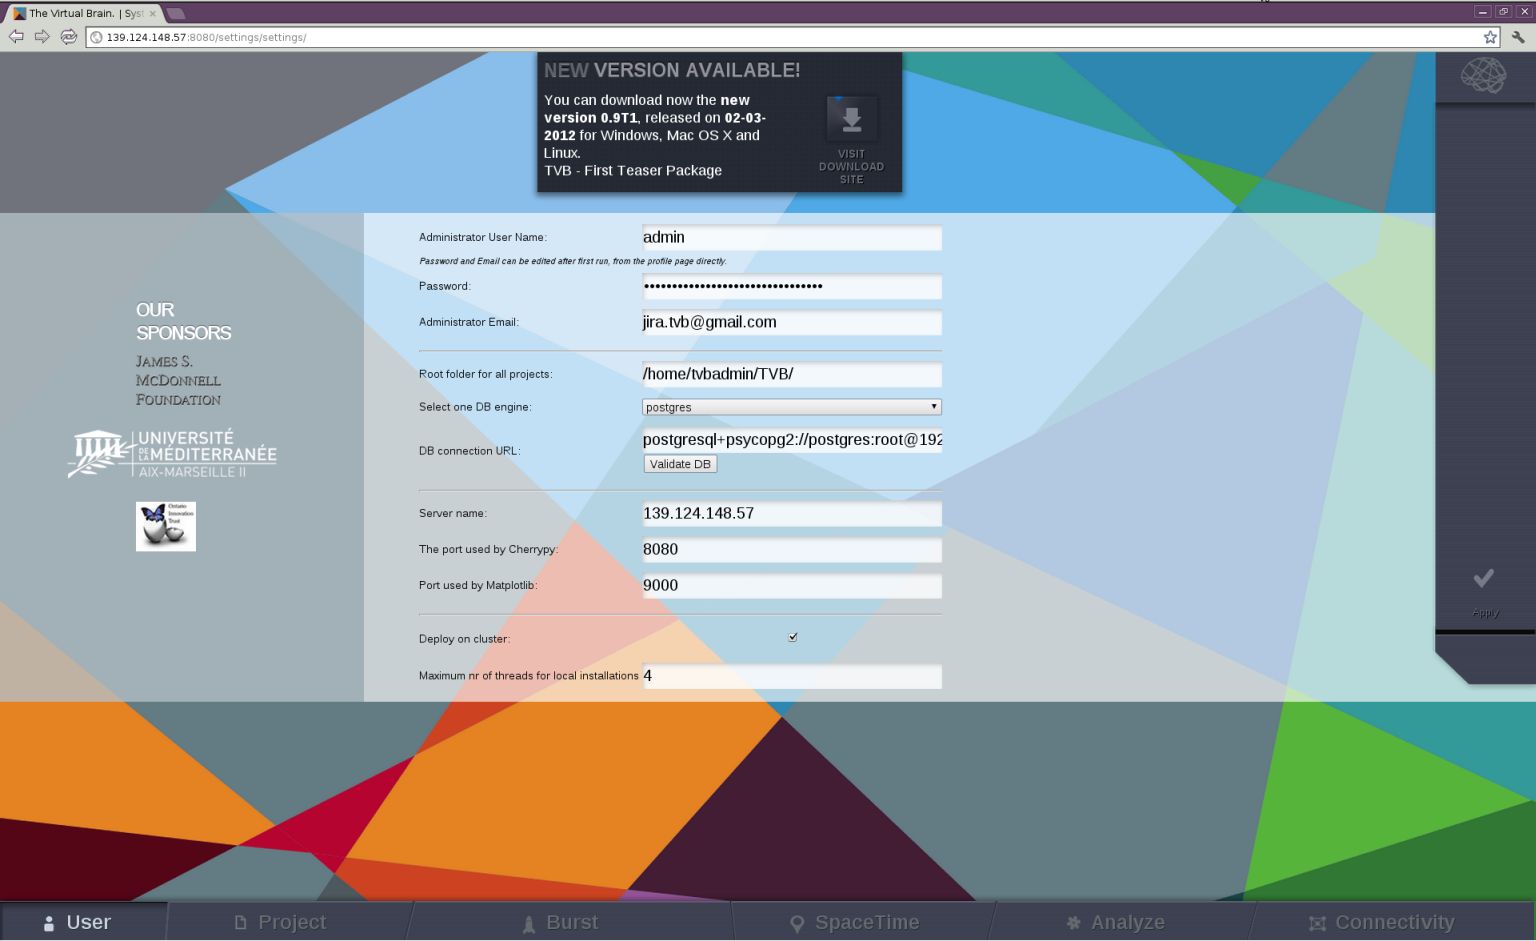 The Virtual Brain. | Syst
139.124.148.57:8080/settings/settings/
NEW VERSION AVAILABLE!
You can download now the new
version 0.9T1, released on 02-03-
2012 for Windows, Mac OS X and
Linux.
TVB - First Teaser Package
VISIT
DOWNLOAD
SITE
OUR
SPONSORS
JAMES S.
MCDONNELL
FOUNDATION
UNIVERSITÉ
DE LA MÉDITERRANÉE
AIX-MARSEILLE II
Ontario
Innovation
Trust
Administrator User Name: admin
Password and Email can be edited after first run, from the profile page directly.
Password: ••••••••••••••••••••••••••••••••
Administrator Email: jira.tvb@gmail.com
Root folder for all projects: /home/tvbadmin/TVB/
Select one DB engine: postgres
DB connection URL: postgresql+psycopg2://postgres:root@192
Validate DB
Server name: 139.124.148.57
The port used by Cherrypy: 8080
Port used by Matplotlib: 9000
Deploy on cluster:
Maximum nr of threads for local installations 4
Apply
User
Project
Burst
SpaceTime
Analyze
Connectivity